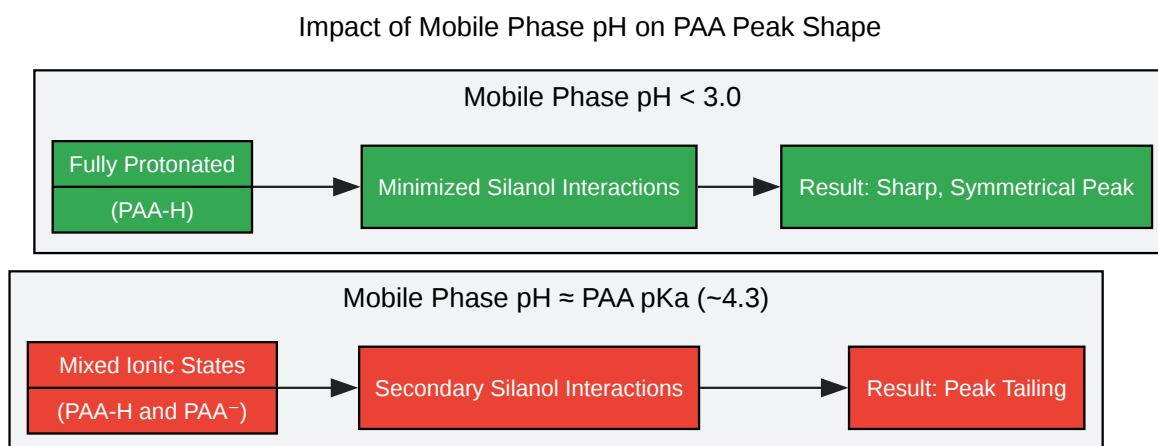 Impact of Mobile Phase pH on PAA Peak Shape
Mobile Phase pH < 3.0
Fully Protonated
(PAA-H)
Minimized Silanol Interactions
Result: Sharp, Symmetrical Peak
Mobile Phase pH ≈ PAA pKa (~4.3)
Mixed Ionic States
(PAA-H and PAA⁻)
Secondary Silanol Interactions
Result: Peak Tailing